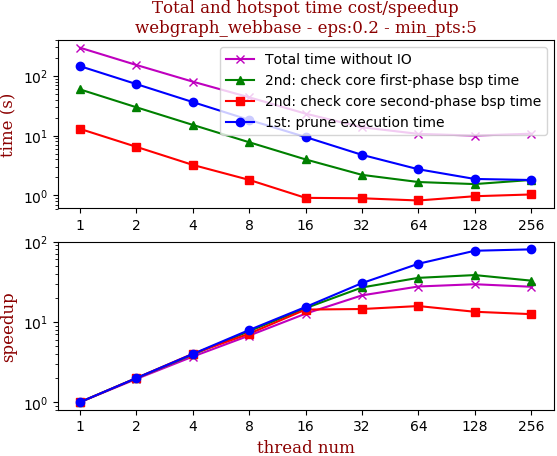 Total and hotspot time cost/speedup
webgraph_webbase - eps:0.2 - min_pts:5
time (s)
10²
10¹
10⁰
Total time without IO
2nd: check core first-phase bsp time
2nd: check core second-phase bsp time
1st: prune execution time
1 2 4 8 16 32 64 128 256
speedup
10²
10¹
10⁰
1 2 4 8 16 32 64 128 256
thread num